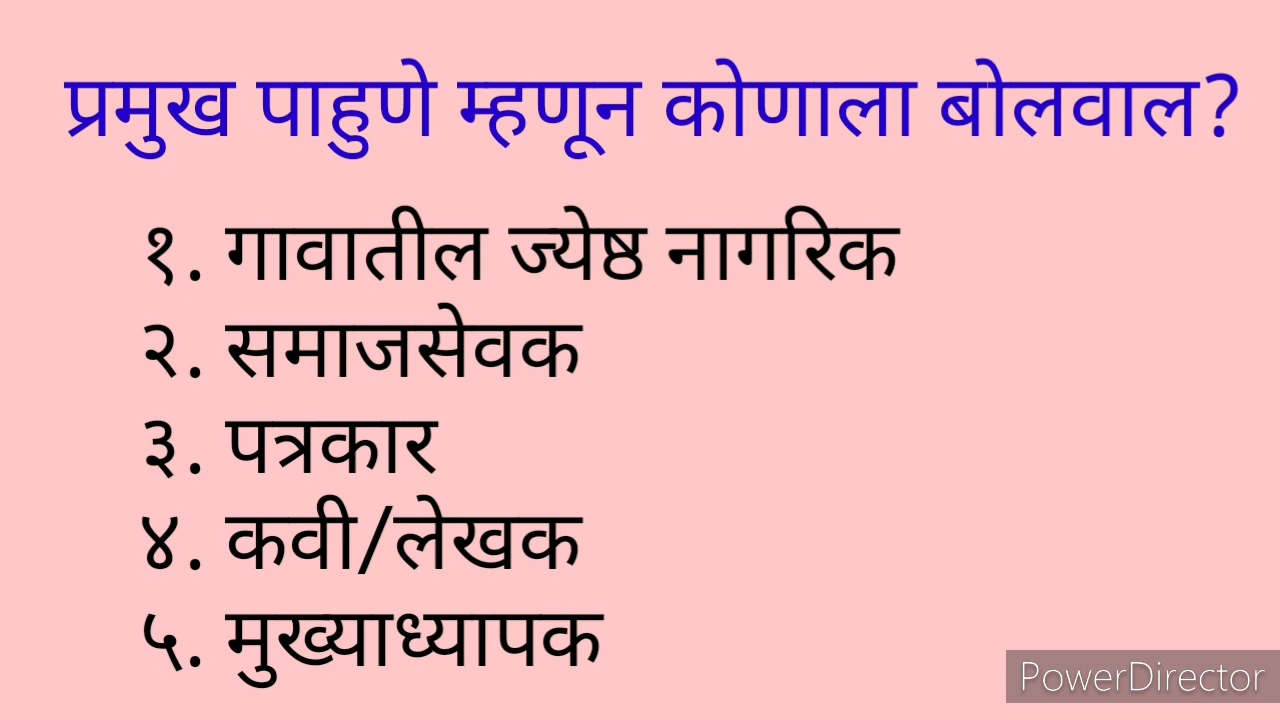 प्रमुख पाहुणे म्हणून कोणाला बोलवाल?
१. गावातील ज्येष्ठ नागरिक
२. समाजसेवक
३. पत्रकार
४. कवी/लेखक
५. मुख्याध्यापक
PowerDirector